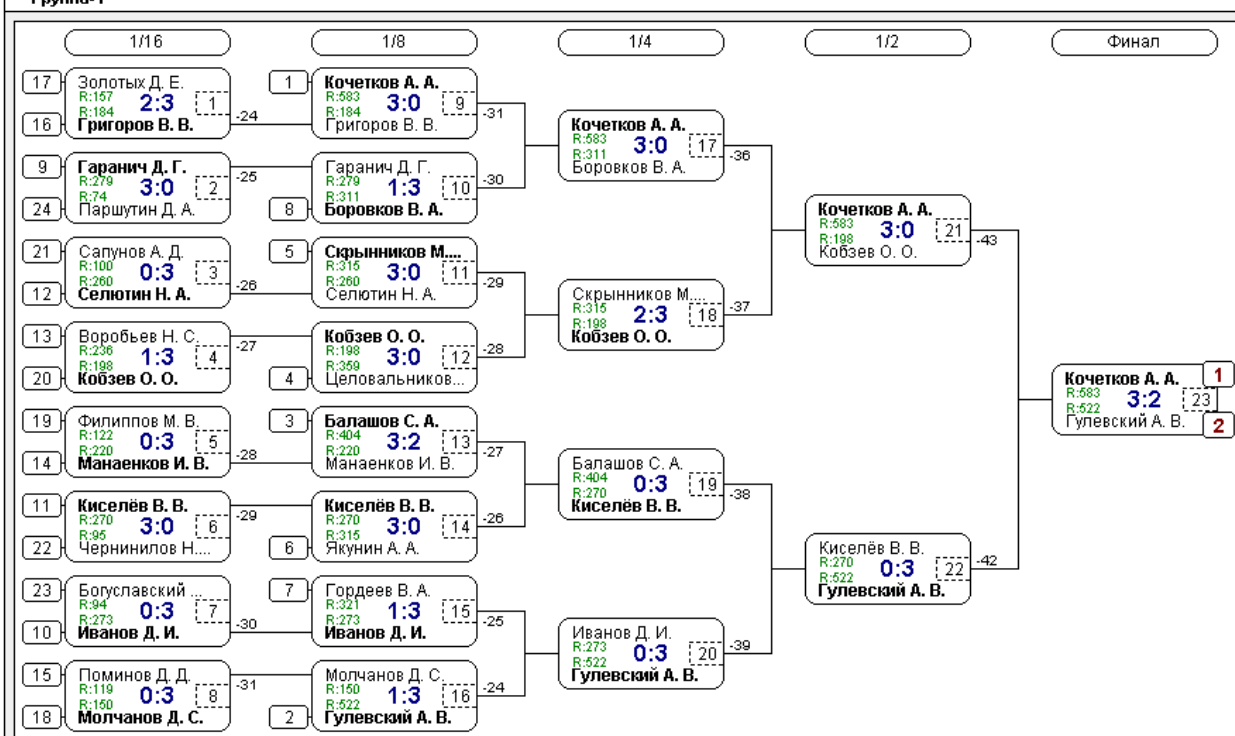 Группа-1
1/16
1/8
1/4
1/2
Финал
17
Золотых Д. Е.
R:157
R:184
2:3
1
16
Григоров В. В.
-24
9
Гаранич Д. Г.
R:279
R:74
3:0
2
24
Паршутин Д. А.
-25
21
Сапунов А. Д.
R:100
R:260
0:3
3
12
Селютин Н. А.
-26
13
Воробьев Н. С.
R:236
R:198
1:3
4
20
Кобзев О. О.
-27
19
Филиппов М. В.
R:122
R:220
0:3
5
14
Манаенков И. В.
-28
11
Киселёв В. В.
R:270
R:95
3:0
6
22
Чернинилов Н....
-29
23
Богуславский ...
R:94
R:273
0:3
7
10
Иванов Д. И.
-30
15
Поминов Д. Д.
R:119
R:150
0:3
8
18
Молчанов Д. С.
-31
1
Кочетков А. А.
R:583
R:184
3:0
9
Григоров В. В.
-31
Гаранич Д. Г.
R:279
R:311
1:3
10
8
Боровков В. А.
-30
5
Скрынников М....
R:315
R:260
3:0
11
Селютин Н. А.
-29
Кобзев О. О.
R:198
R:359
3:0
12
4
Целовальников...
-28
3
Балашов С. А.
R:404
R:220
3:2
13
Манаенков И. В.
-27
Киселёв В. В.
R:270
R:315
3:0
14
6
Якунин А. А.
-26
7
Гордеев В. А.
R:321
R:273
1:3
15
Иванов Д. И.
-25
Молчанов Д. С.
R:150
R:522
1:3
16
2
Гулевский А. В.
-24
Кочетков А. А.
R:583
R:311
3:0
17
Боровков В. А.
-36
Скрынников М....
R:315
R:198
2:3
18
Кобзев О. О.
-37
Балашов С. А.
R:404
R:270
0:3
19
Киселёв В. В.
-38
Иванов Д. И.
R:273
R:522
0:3
20
Гулевский А. В.
-39
Кочетков А. А.
R:583
R:198
3:0
21
Кобзев О. О.
-43
Киселёв В. В.
R:270
R:522
0:3
22
Гулевский А. В.
-42
Кочетков А. А.
1
R:583
R:522
3:2
23
Гулевский А. В.
2